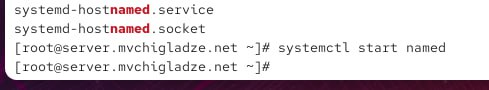 systemd-hostnamed.service
systemd-hostnamed.socket
[root@server.mvchigladze.net ~]# systemctl start named
[root@server.mvchigladze.net ~]#